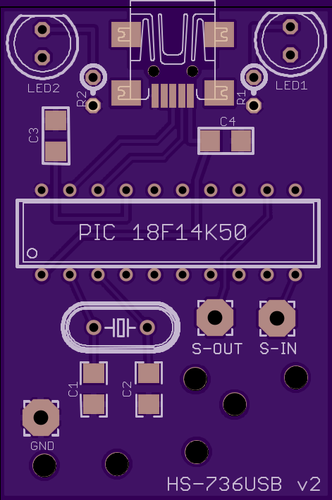 LED2
LED1
R2
R1
C3
C4
PIC 18F14K50
S-OUT
S-IN
C1
C2
GND
HS-736USB v2